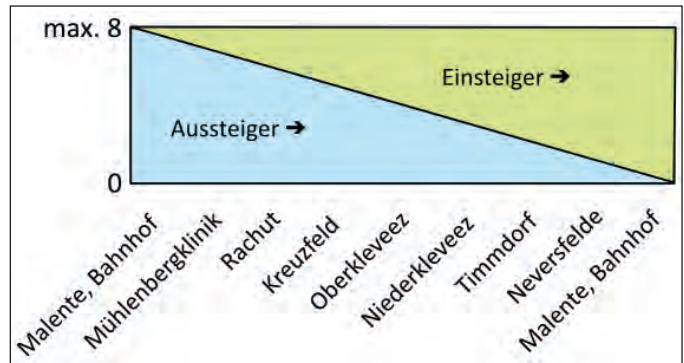 max. 8
Einsteiger ➔
Aussteiger ➔
0
Malente, Bahnhof
Mühlenbergklinik
Rachut
Kreuzfeld
Oberkleveez
Niederkleveez
Timmdorf
Neversfelde
Malente, Bahnhof